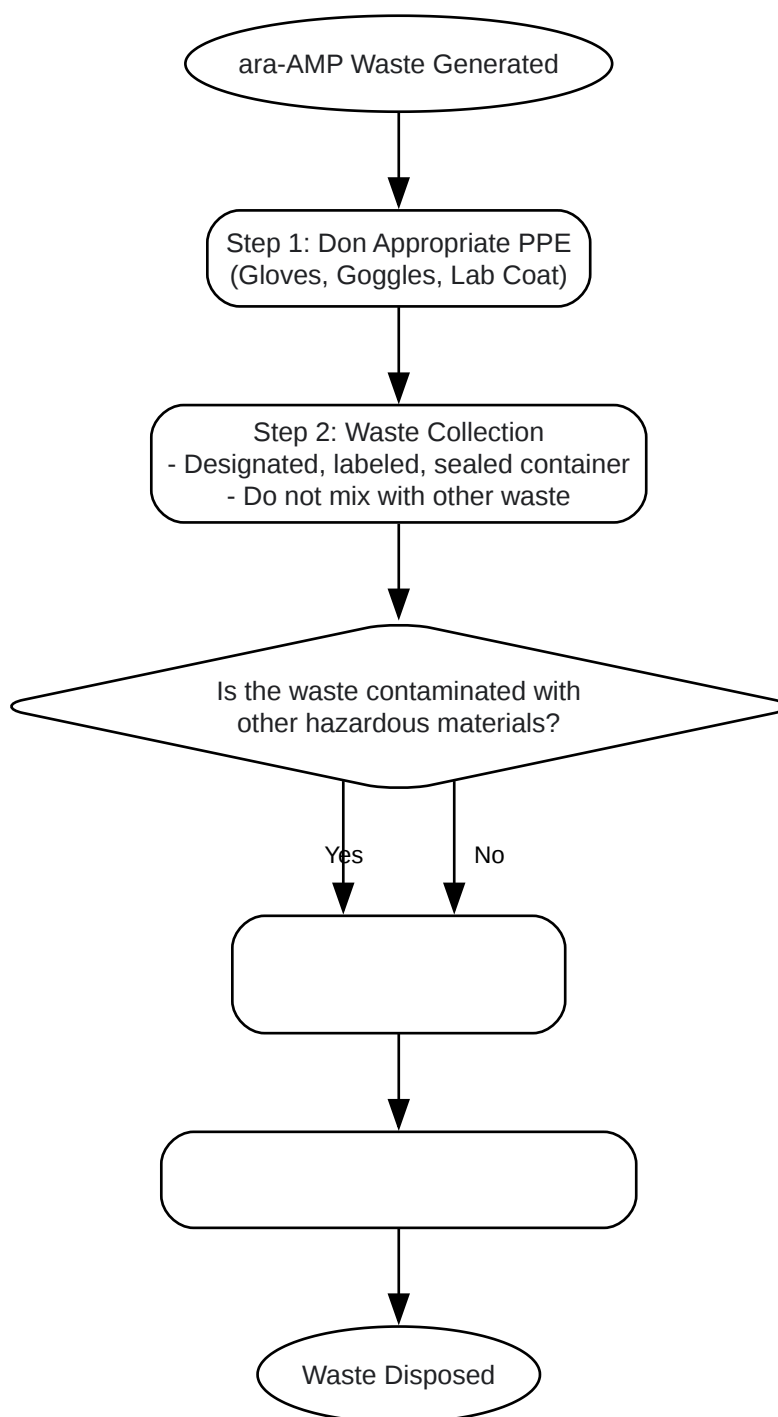 ara-AMP Waste Generated
Step 1: Don Appropriate PPE
(Gloves, Goggles, Lab Coat)
Step 2: Waste Collection
- Designated, labeled, sealed container
- Do not mix with other waste
Is the waste contaminated with
other hazardous materials?
Yes
No
Waste Disposed